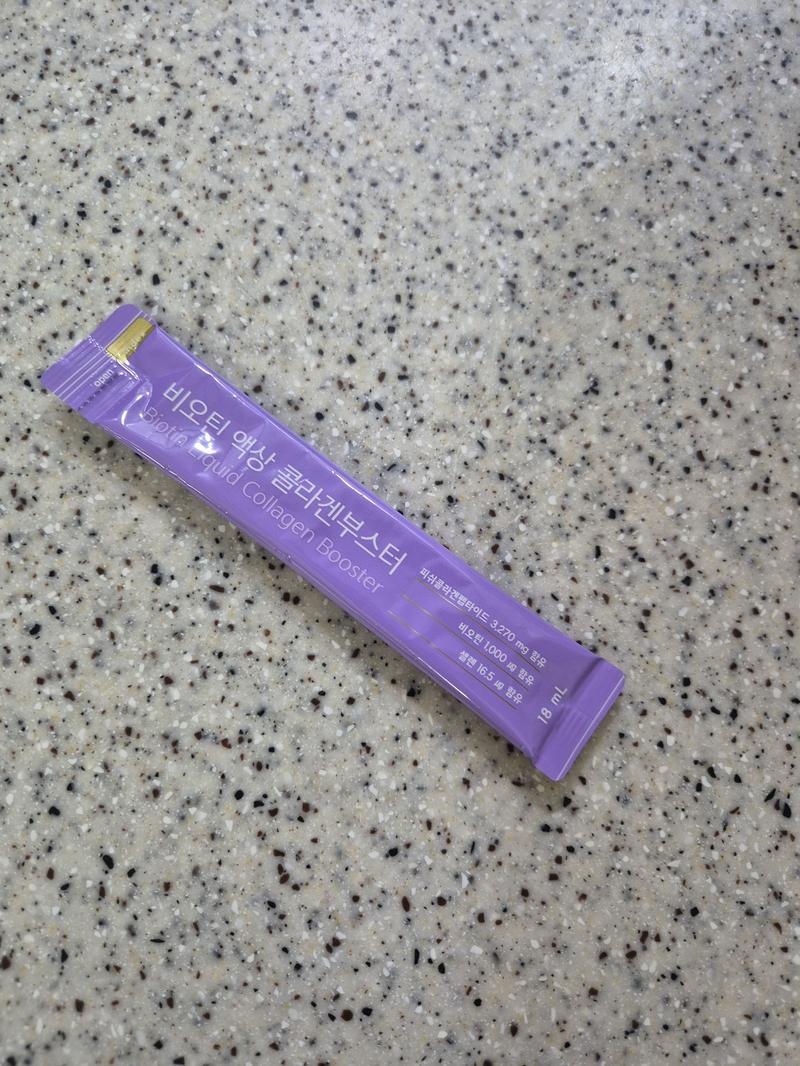 open
비오틴 액상 콜라겐부스터
Biotin Liquid Collagen Booster
피쉬콜라겐펩타이드 3,270 mg 함유
비오틴 1,000 ㎍ 함유
셀렌 16.5 ㎍ 함유
18 mL